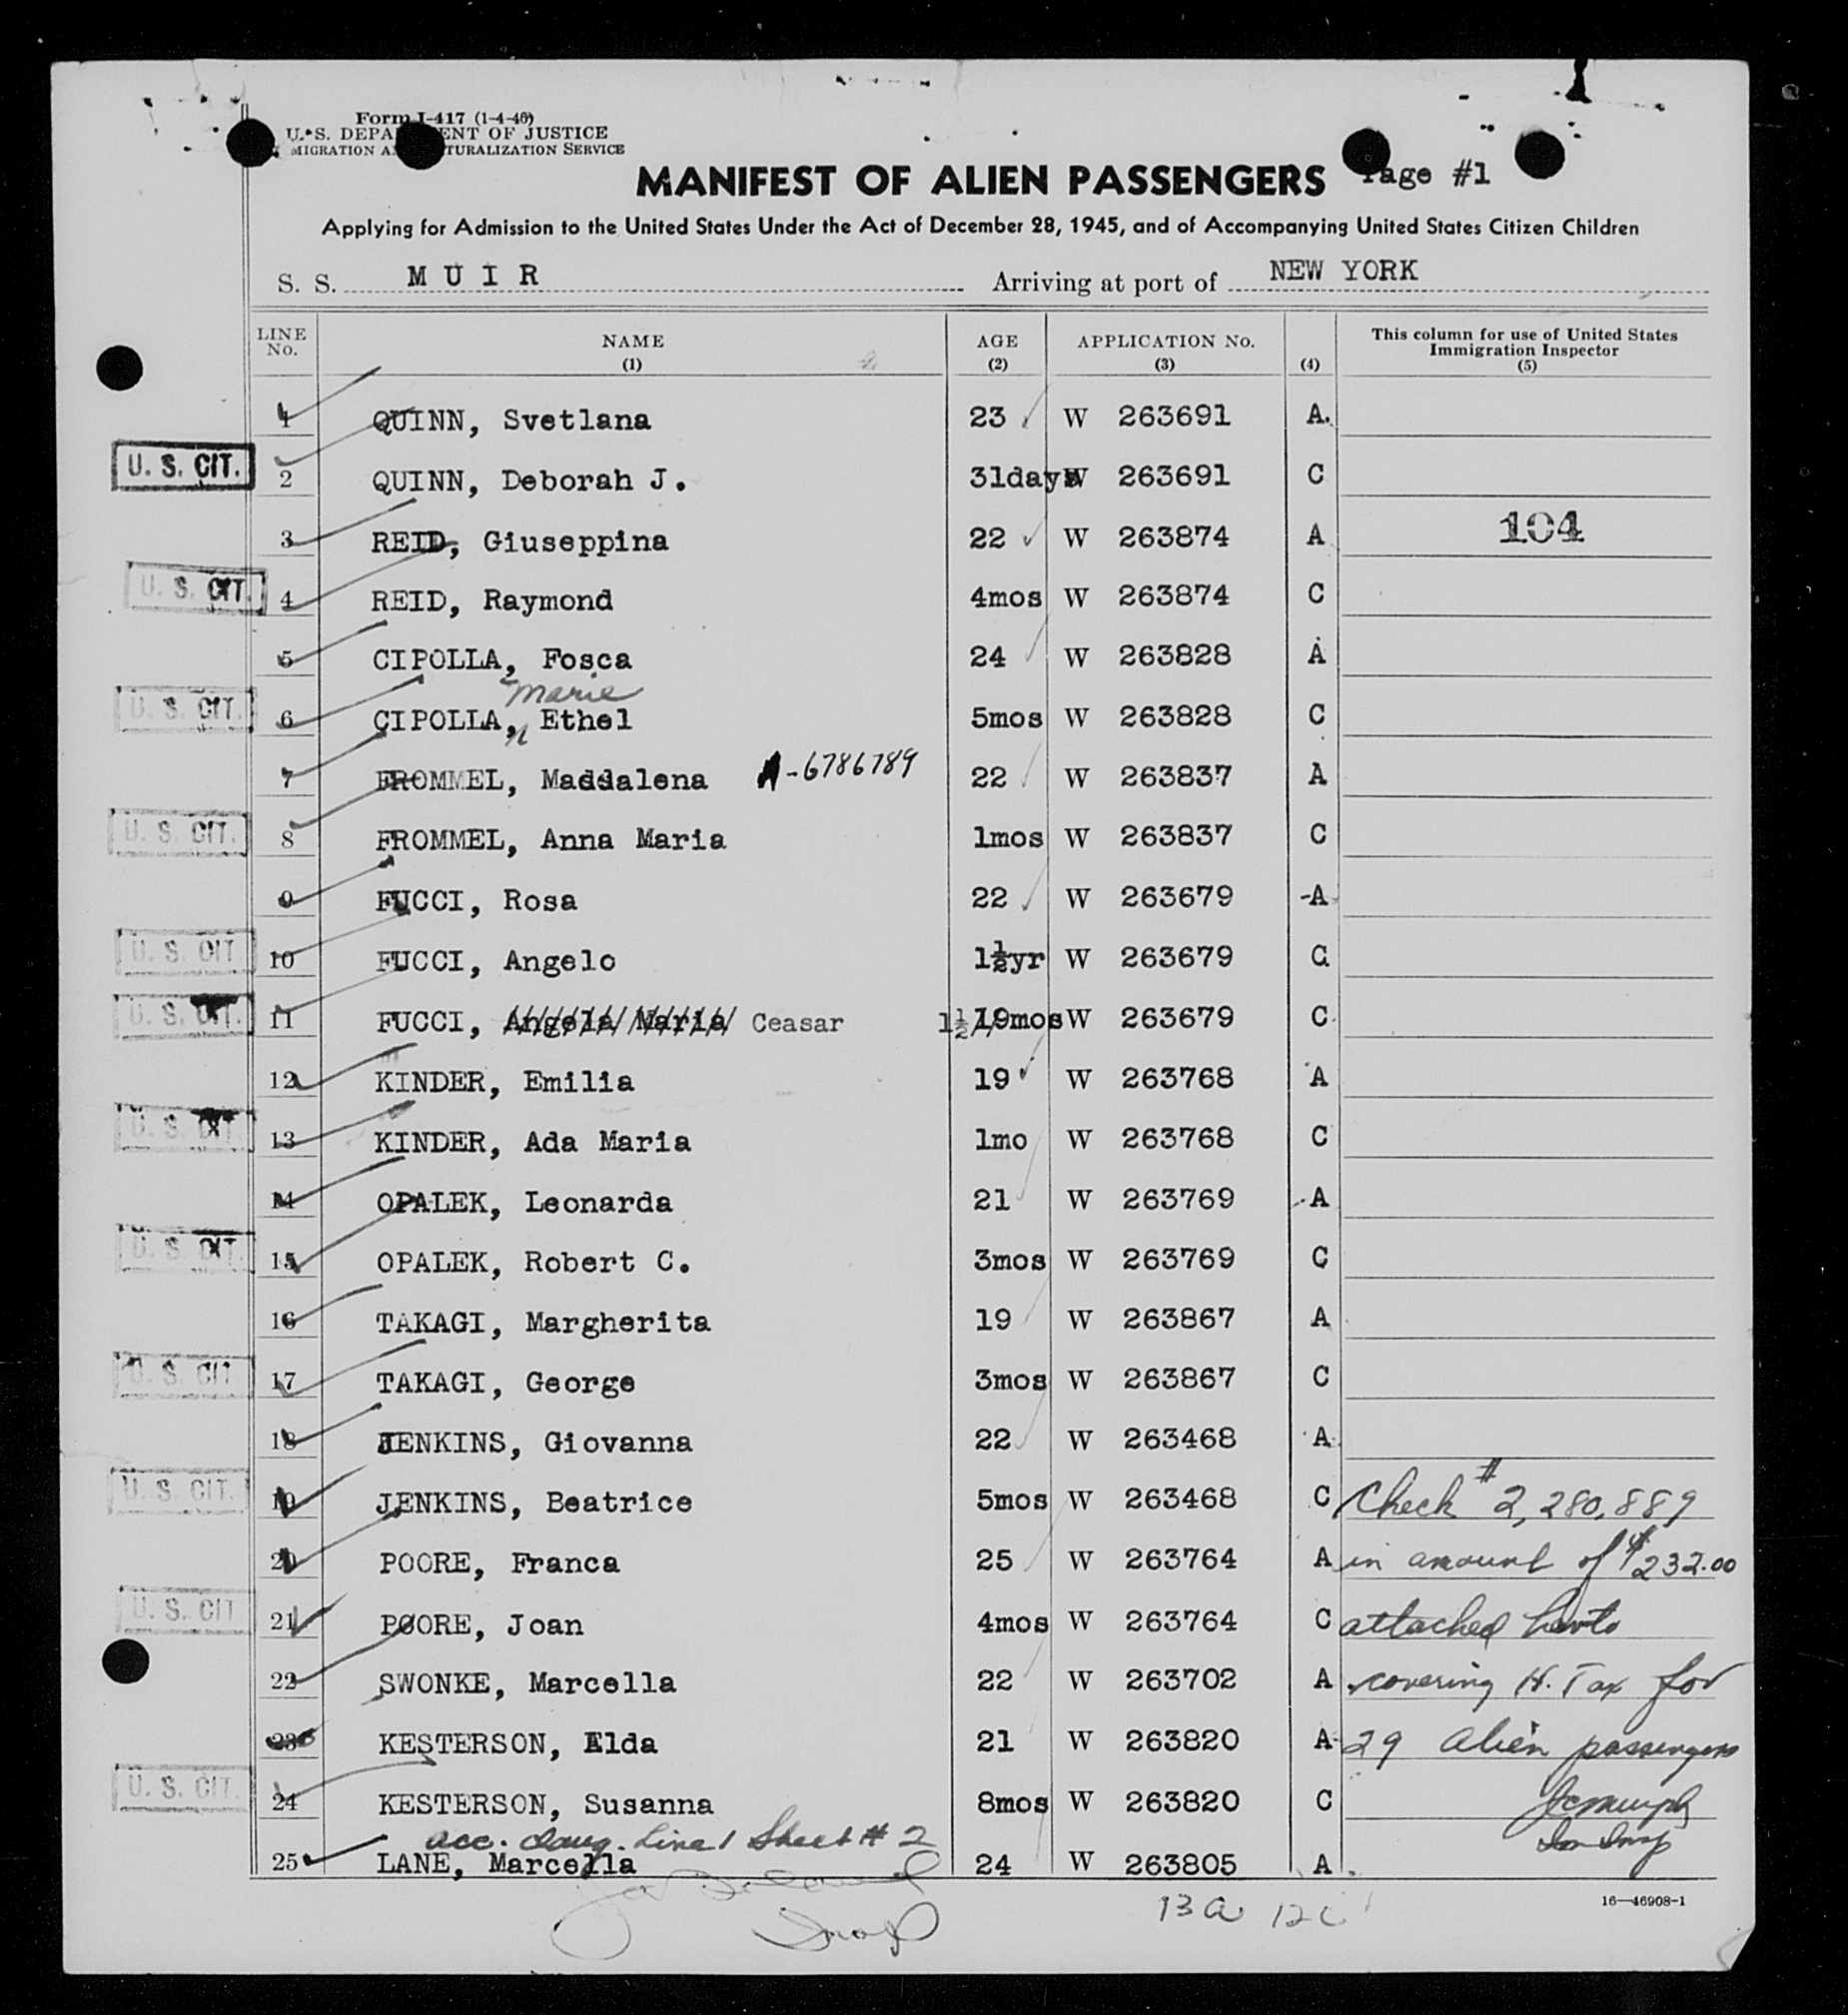 Form I-417 (1-4-46)
U. S. DEPA ENT OF JUSTICE
MIGRATION A TURALIZATION SERVICE
MANIFEST OF ALIEN PASSENGERS Page #1
Applying for Admission to the United States Under the Act of December 28, 1945, and of Accompanying United States Citizen Children
S. S. M U I R Arriving at port of NEW YORK
LINE No. NAME (1) AGE (2) APPLICATION No. (3) (4) This column for use of United States Immigration Inspector (5)
1 QUINN, Svetlana 23 W 263691 A.
U. S. CIT. 2 QUINN, Deborah J. 31days W 263691 C
3 REID, Giuseppina 22 W 263874 A 104
U. S. CIT. 4 REID, Raymond 4mos W 263874 C
5 CIPOLLA, Fosca 24 W 263828 A
Marie
U. S. CIT. 6 CIPOLLA, Ethel 5mos W 263828 C
7 FROMMEL, Maddalena A-6786789 22 W 263837 A
U. S. CIT. 8 FROMMEL, Anna Maria 1mos W 263837 C
9 FUCCI, Rosa 22 W 263679 A
U. S. CIT 10 FUCCI, Angelo 1½yr W 263679 C
U. S. CIT. 11 FUCCI, Angela Maria Ceasar 1½ 19mos W 263679 C
12 KINDER, Emilia 19 W 263768 A
U. S. CIT. 13 KINDER, Ada Maria 1mo W 263768 C
14 OPALEK, Leonarda 21 W 263769 A
U. S. CIT. 15 OPALEK, Robert C. 3mos W 263769 C
16 TAKAGI, Margherita 19 W 263867 A
U. S. CIT 17 TAKAGI, George 3mos W 263867 C
18 JENKINS, Giovanna 22 W 263468 A
U. S. CIT. 19 JENKINS, Beatrice 5mos W 263468 C Check # 2,280,889
20 POORE, Franca 25 W 263764 A in amount of $232.00
U. S. CIT 21 POORE, Joan 4mos W 263764 C attached hereto
22 SWONKE, Marcella 22 W 263702 A covering H. Tax for
23 KESTERSON, Elda 21 W 263820 A 29 alien passengers
U. S. CIT. 24 KESTERSON, Susanna 8mos W 263820 C
acc. daug. Line 1 Sheet # 2
25 LANE, Marcella 24 W 263805 A
13 A 12 C
16—46908-1
Insp